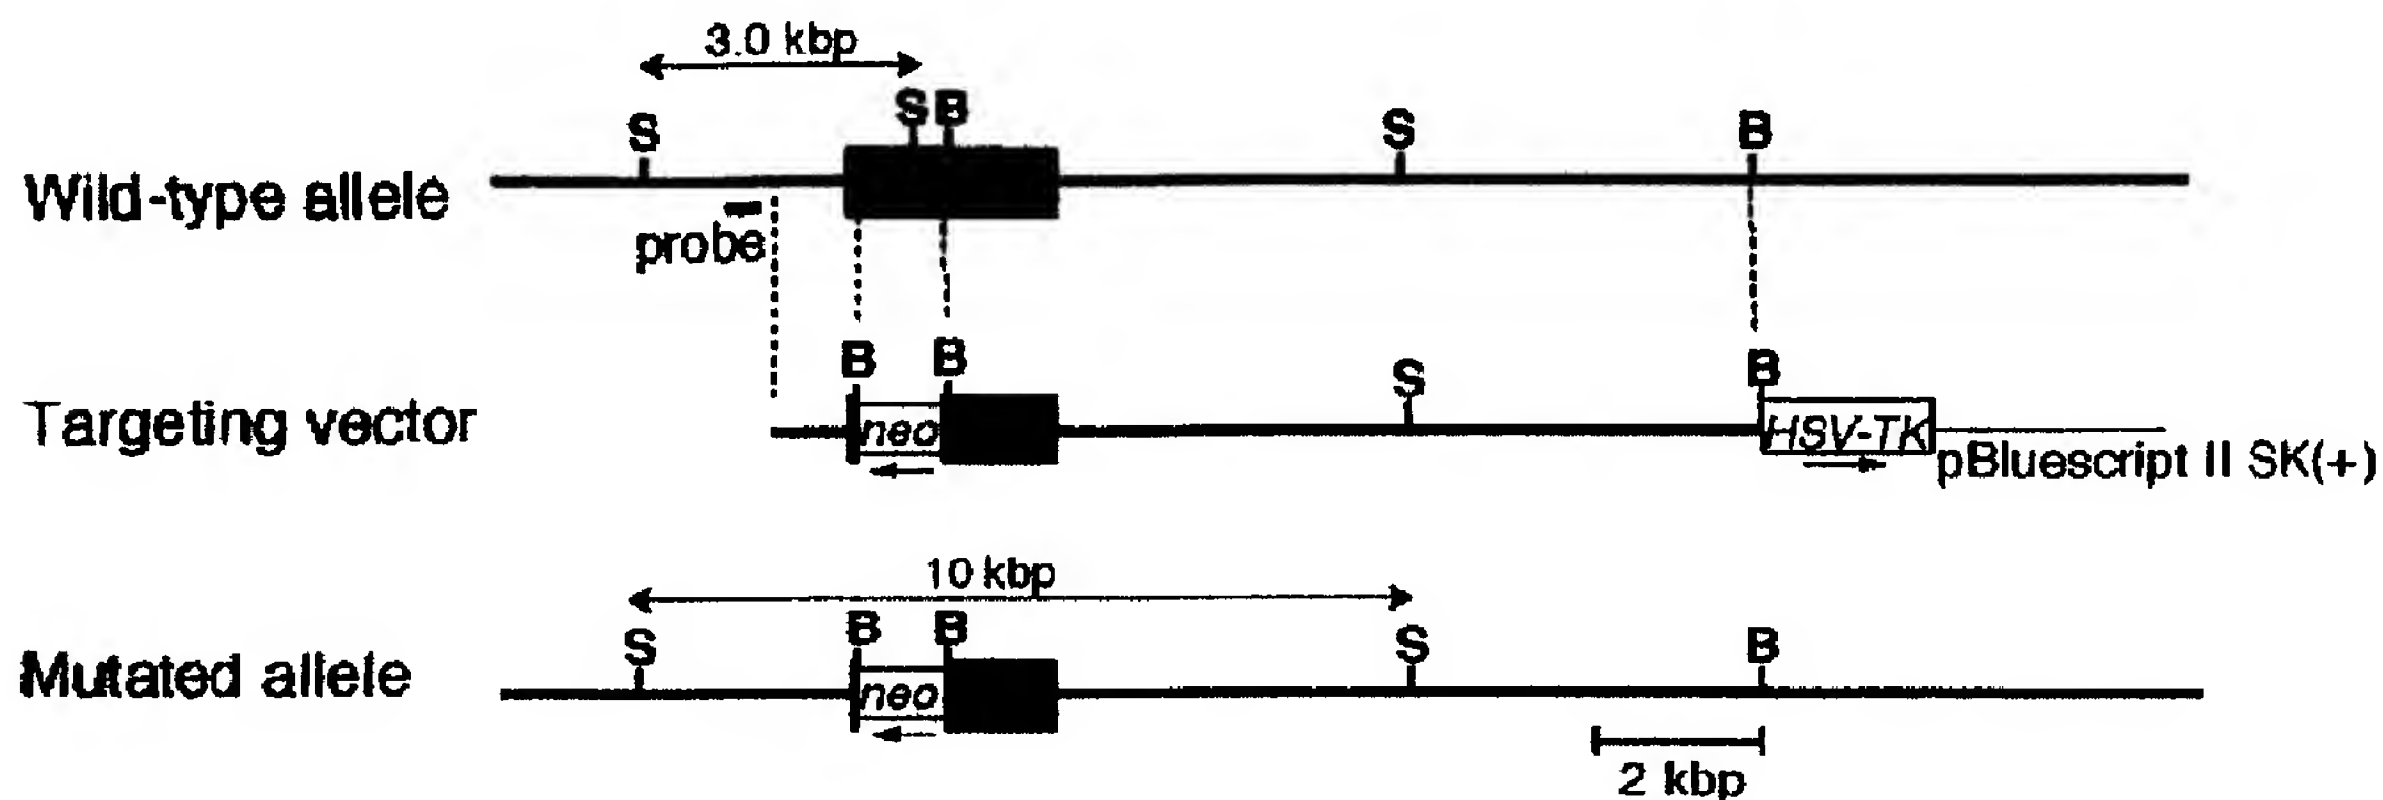 3.0 kbp
S S B S B
Wild-type allele
probe
B B S B
Targeting vector neo HSV-TK
pBluescript II SK(+)
10 kbp
S B B S B
Mutated allele neo
2 kbp